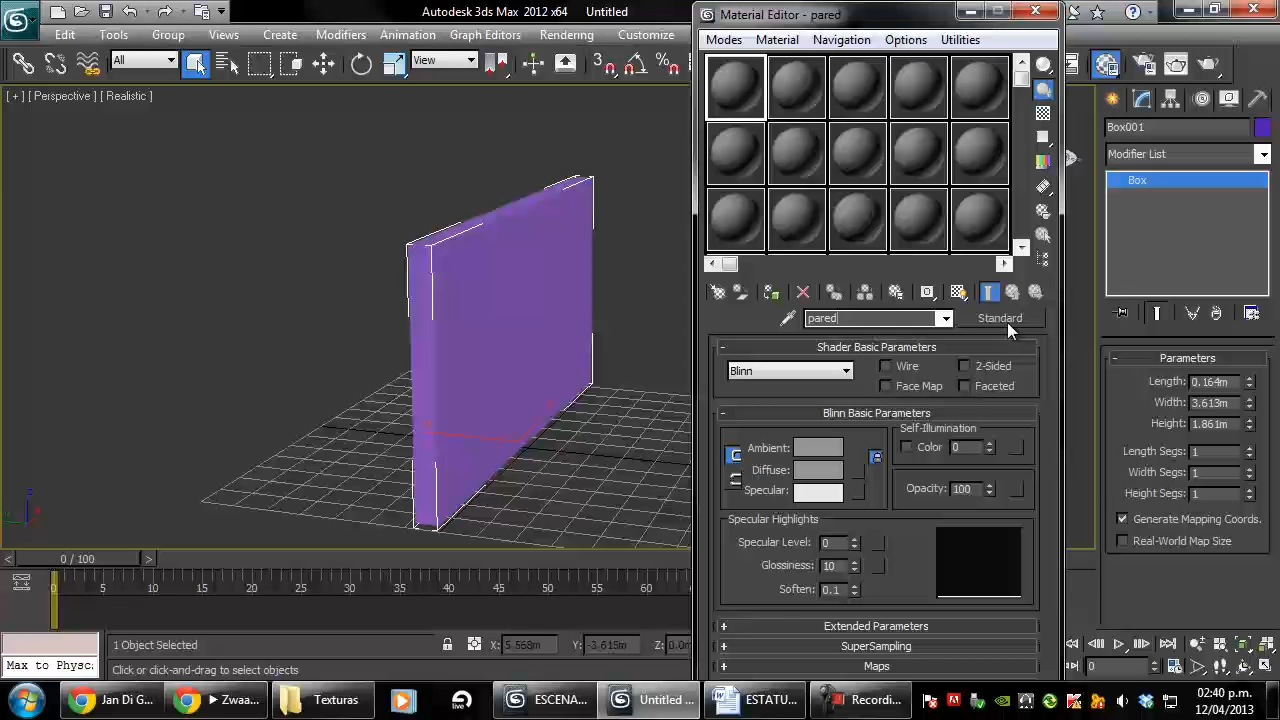 Autodesk 3ds Max 2012 x64 Untitled
Material Editor - pared
Edit Tools Group Views Create Modifiers Animation Graph Editors Rendering Customize
Modes Material Navigation Options Utilities
All View
[ + ] [ Perspective ] [ Realistic ]
Box001
Modifier List
Box
pared Standard
Shader Basic Parameters
Blinn Wire 2-Sided
Face Map Faceted
Blinn Basic Parameters
Self-Illumination
Ambient: Color 0
Diffuse:
Specular: Opacity: 100
Specular Highlights
Specular Level: 0
Glossiness: 10
Soften: 0.1
Extended Parameters
SuperSampling
Maps
Parameters
Length: 0.164m
Width: 3.613m
Height: 1.861m
Length Segs: 1
Width Segs: 1
Height Segs: 1
Generate Mapping Coords.
Real-World Map Size
0 / 100
0 5 10 15 20 25 30 35 40 45 50 55 60
1 Object Selected X: 5.568m Y: -3.615m Z: 0.0m
Max to Physc
Click or click-and-drag to select objects
0
Jan Di G... Zwaa... Texturas ESCENA... Untitled ... ESTATU... Recordi...
02:40 p.m.
12/04/2013